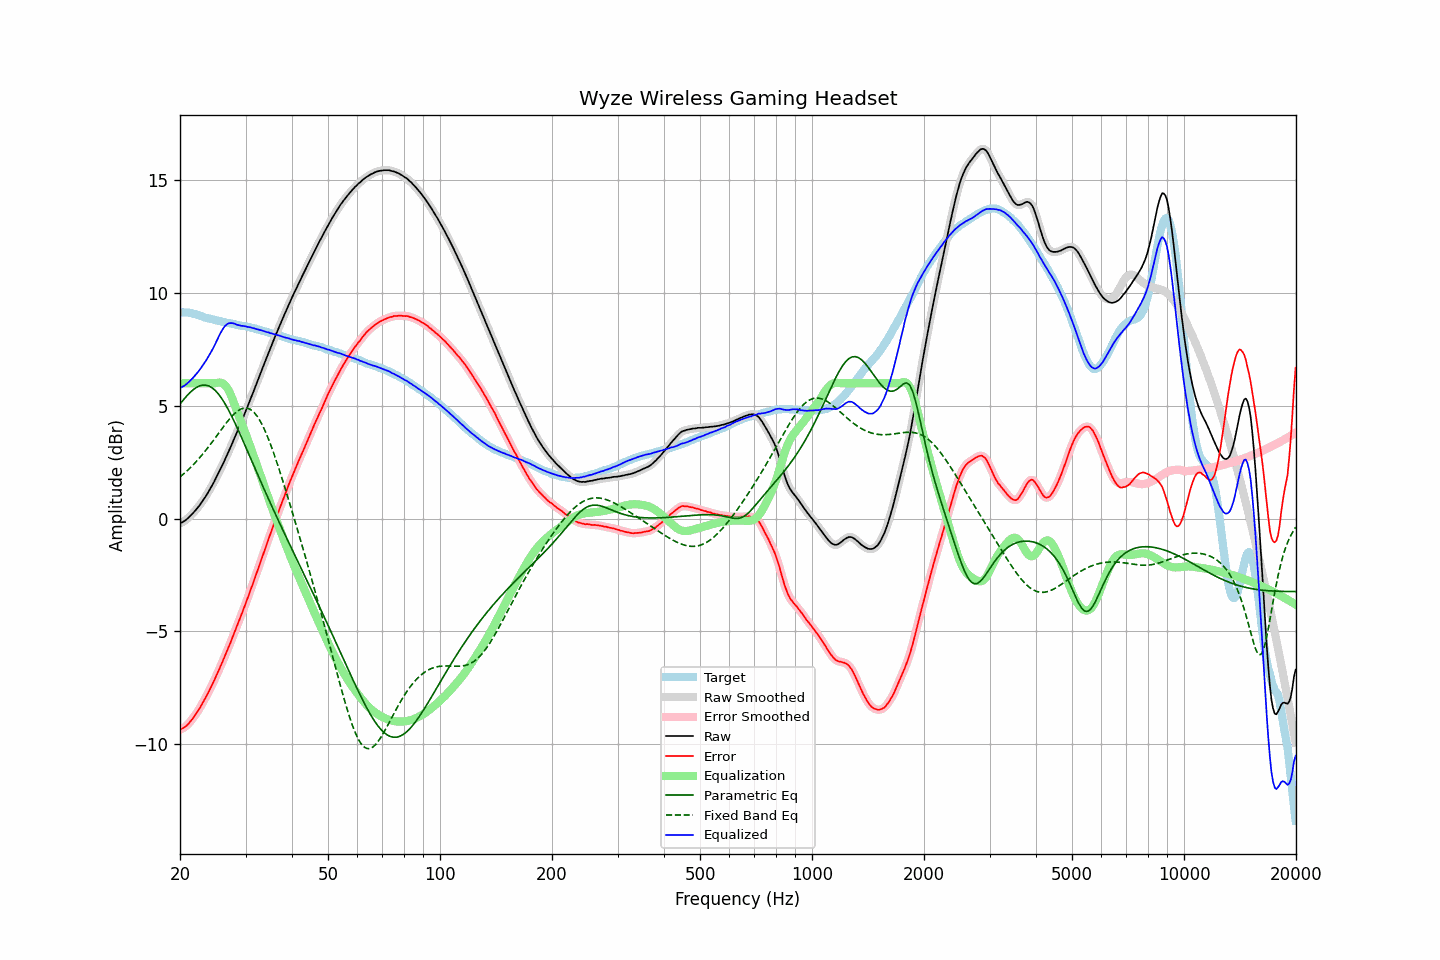 Wyze Wireless Gaming Headset
Amplitude (dBr)
15
10
5
0
−5
−10
Target
Raw Smoothed
Error Smoothed
Raw
Error
Equalization
Parametric Eq
Fixed Band Eq
Equalized
20 50 100 200 500 1000 2000 5000 10000 20000
Frequency (Hz)